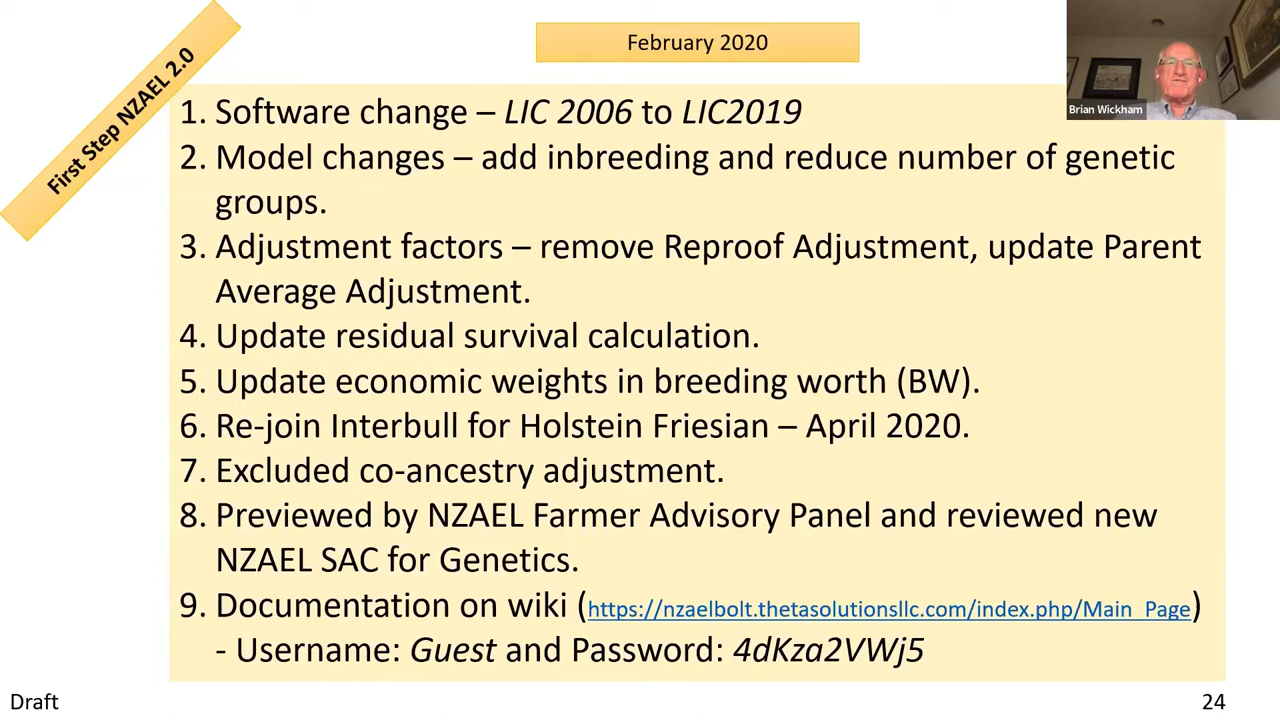 First Step NZAEL 2.0
February 2020
Brian Wickham
1. Software change – LIC 2006 to LIC2019
2. Model changes – add inbreeding and reduce number of genetic
groups.
3. Adjustment factors – remove Reproof Adjustment, update Parent
Average Adjustment.
4. Update residual survival calculation.
5. Update economic weights in breeding worth (BW).
6. Re-join Interbull for Holstein Friesian – April 2020.
7. Excluded co-ancestry adjustment.
8. Previewed by NZAEL Farmer Advisory Panel and reviewed new
NZAEL SAC for Genetics.
9. Documentation on wiki (https://nzaelbolt.thetasolutionsllc.com/index.php/Main_Page)
- Username: Guest and Password: 4dKza2VWj5
Draft
24